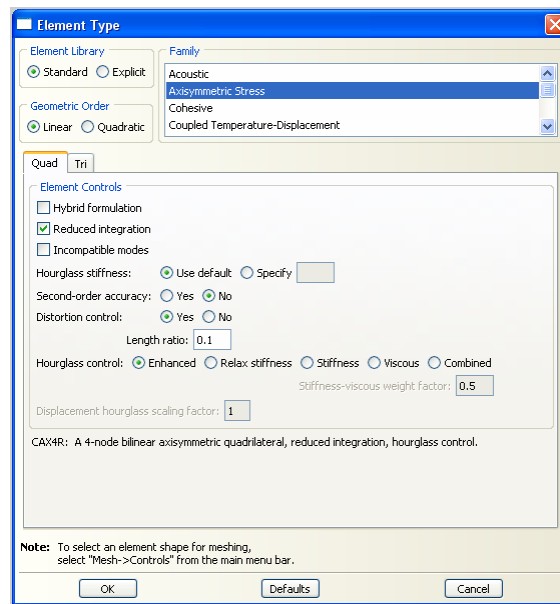 Element Type
Element Library
Standard Explicit
Geometric Order
Linear Quadratic
Family
Acoustic
Axisymmetric Stress
Cohesive
Coupled Temperature-Displacement
Quad Tri
Element Controls
Hybrid formulation
Reduced integration
Incompatible modes
Hourglass stiffness: Use default Specify
Second-order accuracy: Yes No
Distortion control: Yes No
Length ratio: 0.1
Hourglass control: Enhanced Relax stiffness Stiffness Viscous Combined
Stiffness-viscous weight factor: 0.5
Displacement hourglass scaling factor: 1
CAX4R: A 4-node bilinear axisymmetric quadrilateral, reduced integration, hourglass control.
Note: To select an element shape for meshing,
select "Mesh->Controls" from the main menu bar.
OK Defaults Cancel